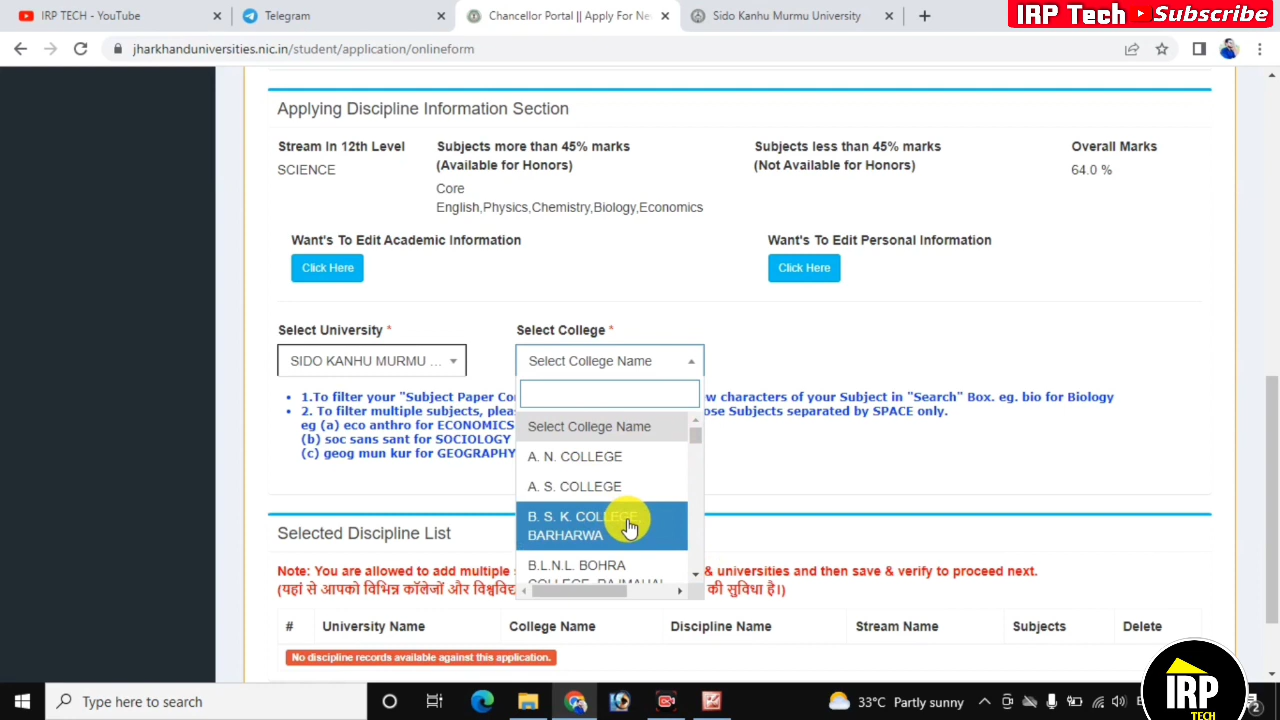 IRP TECH - YouTube
Telegram
Chancellor Portal || Apply For Ne
Sido Kanhu Murmu University
IRP Tech Subscribe
jharkhanduniversities.nic.in/student/application/onlineform
Applying Discipline Information Section
Stream In 12th Level
Subjects more than 45% marks
(Available for Honors)
Subjects less than 45% marks
(Not Available for Honors)
Overall Marks
SCIENCE
64.0 %
Core
English,Physics,Chemistry,Biology,Economics
Want's To Edit Academic Information
Want's To Edit Personal Information
Click Here
Click Here
Select University *
Select College *
SIDO KANHU MURMU ...
Select College Name
1.To filter your "Subject Paper Co
w characters of your Subject in "Search" Box. eg. bio for Biology
2. To filter multiple subjects, plea
ose Subjects separated by SPACE only.
eg (a) eco anthro for ECONOMICS
(b) soc sans sant for SOCIOLOGY
(c) geog mun kur for GEOGRAPHY
Select College Name
A. N. COLLEGE
A. S. COLLEGE
B. S. K. COLLEGE
BARHARWA
B.L.N.L. BOHRA
COLLEGE, RAJMAHAL
Selected Discipline List
Note: You are allowed to add multiple s
& universities and then save & verify to proceed next.
(यहां से आपको विभिन्न कॉलेजों और विश्ववि
की सुविधा है।)
#
University Name
College Name
Discipline Name
Stream Name
Subjects
Delete
No discipline records available against this application.
Type here to search
33°C Partly sunny
2
IRP
TECH